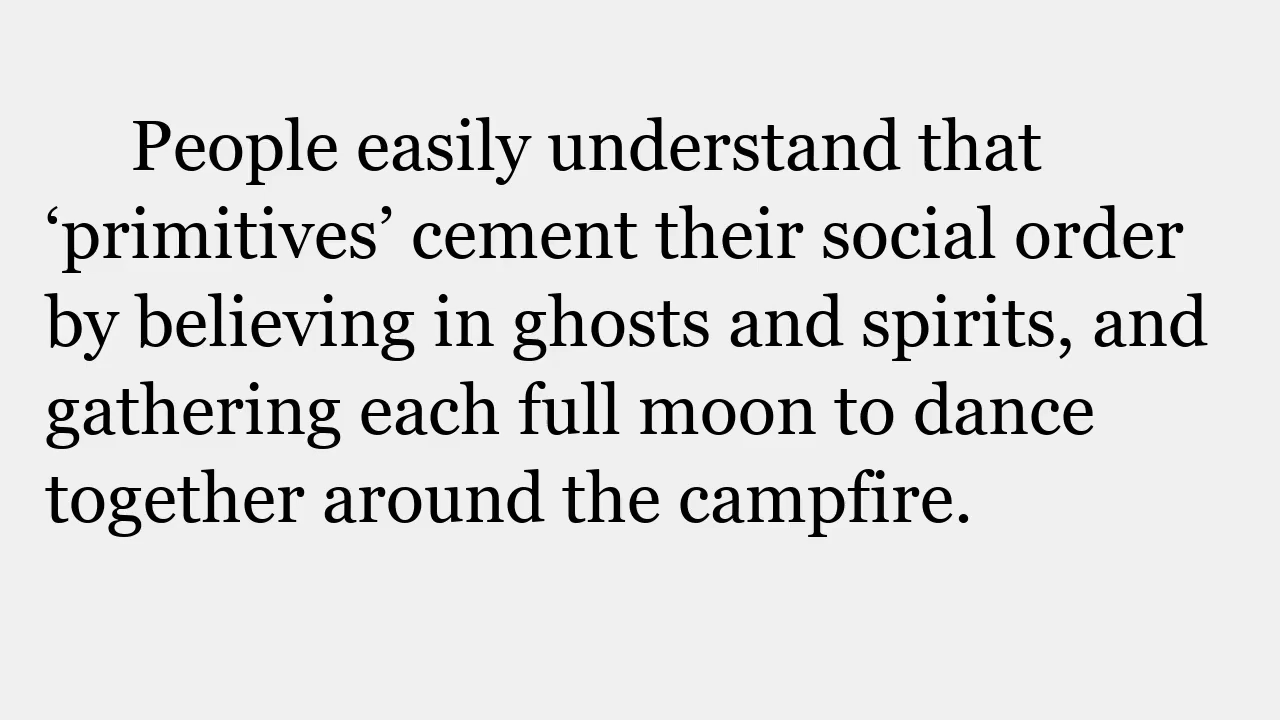 People easily understand that
‘primitives’ cement their social order
by believing in ghosts and spirits, and
gathering each full moon to dance
together around the campfire.